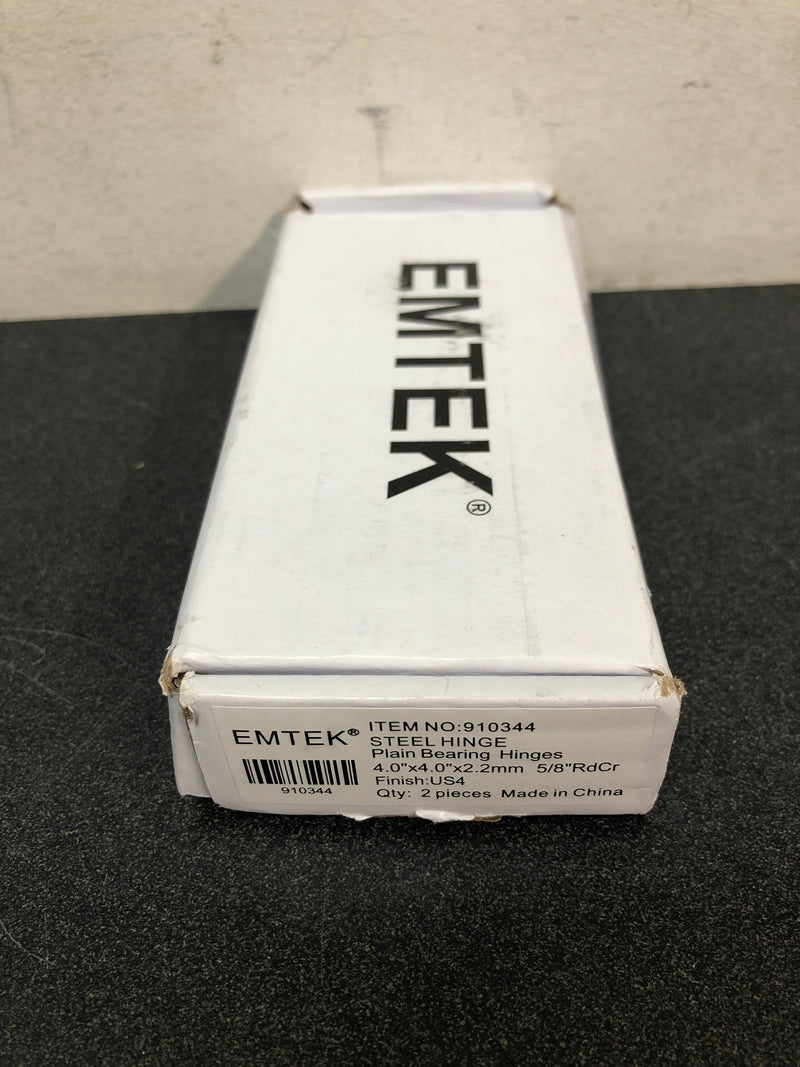 EMTEK®
EMTEK®
910344
ITEM NO:910344
STEEL HINGE
Plain Bearing Hinges
4.0"x4.0"x2.2mm 5/8"RdCr
Finish:US4
Qty: 2 pieces Made in China